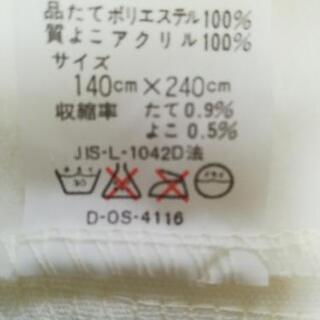 品たてポリエステル100%
質よこアクリル100%
サイズ
140cm×240cm
収縮率 たて0.9%
よこ0.5%
JIS-L-1042D法
D-OS-4116